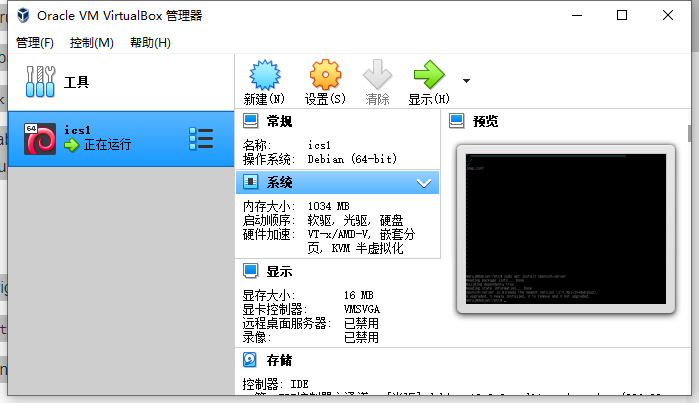 Oracle VM VirtualBox 管理器
管理(F) 控制(M) 帮助(H)
工具
新建(N) 设置(S) 清除 显示(H)
64
ics1
正在运行
常规
名称: ics1
操作系统: Debian (64-bit)
系统
内存大小: 1034 MB
启动顺序: 软驱, 光驱, 硬盘
硬件加速: VT-x/AMD-V, 嵌套分
页, KVM 半虚拟化
显示
显存大小: 16 MB
显卡控制器: VMSVGA
远程桌面服务器: 已禁用
录像: 已禁用
存储
控制器: IDE
预览